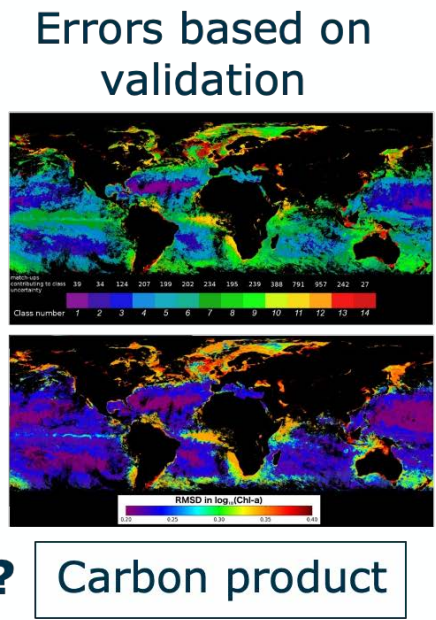 Errors based on
validation
match-ups
contributing to class 39 34 124 207 199 202 234 195 239 388 791 957 242 27
uncertainty
Class number 1 2 3 4 5 6 7 8 9 10 11 12 13 14
RMSD in log₁₀(Chl-a)
0.20 0.25 0.30 0.35 0.40
? Carbon product